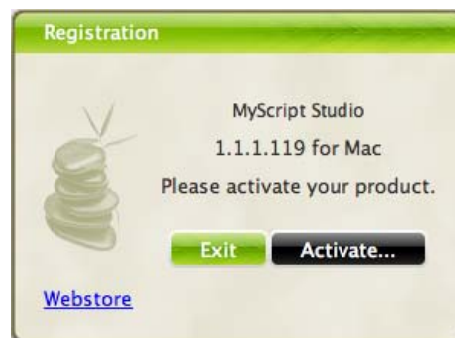 Registration
MyScript Studio
1.1.1.119 for Mac
Please activate your product.
Exit Activate...
Webstore